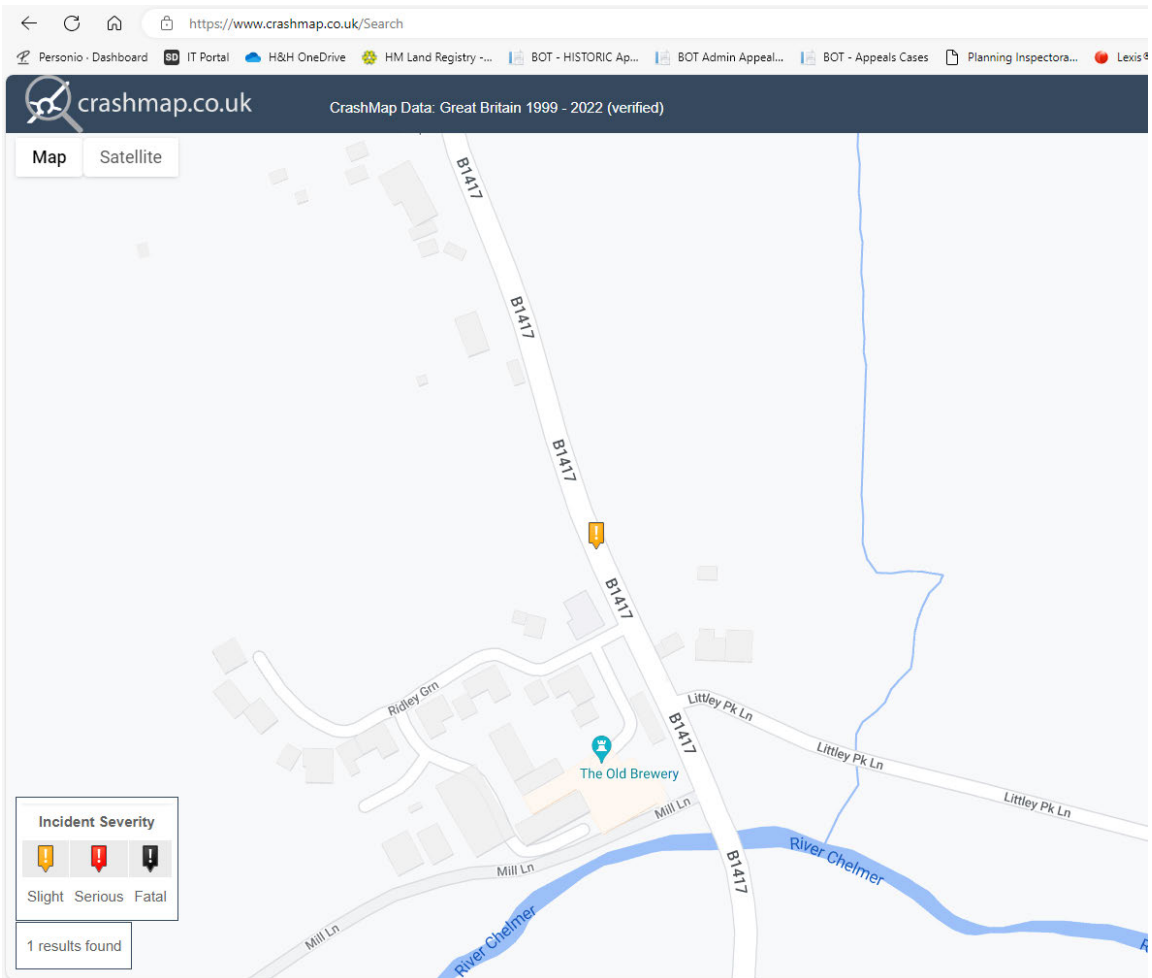 https://www.crashmap.co.uk/Search
Personio - Dashboard
SD IT Portal
H&H OneDrive
HM Land Registry -...
BOT - HISTORIC Ap...
BOT Admin Appeal...
BOT - Appeals Cases
Planning Inspectora...
Lexis®
crashmap.co.uk
CrashMap Data: Great Britain 1999 - 2022 (verified)
Map
Satellite
B1417
B1417
B1417
B1417
Ridley Grn
Littley Pk Ln
B1417
Littley Pk Ln
The Old Brewery
Littley Pk Ln
Mill Ln
Incident Severity
Slight Serious Fatal
1 results found
River Chelmer
B1417
Mill Ln
Mill Ln
River Chelmer
R